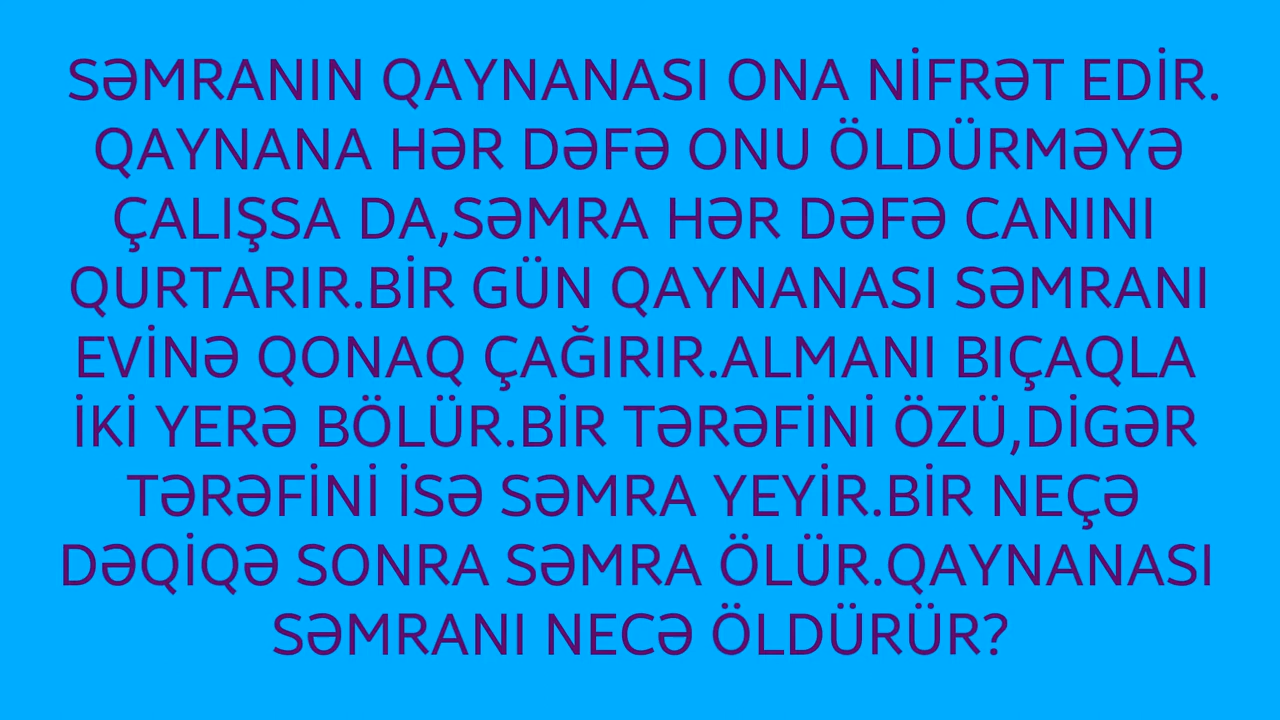 SƏMRANIN QAYNANASI ONA NİFRƏT EDİR.
QAYNANA HƏR DƏFƏ ONU ÖLDÜRMƏYƏ
ÇALIŞSA DA,SƏMRA HƏR DƏFƏ CANINI
QURTARIR.BİR GÜN QAYNANASI SƏMRANI
EVİNƏ QONAQ ÇAĞIRIR.ALMANI BIÇAQLA
İKİ YERƏ BÖLÜR.BİR TƏRƏFİNİ ÖZÜ,DİGƏR
TƏRƏFİNİ İSƏ SƏMRA YEYİR.BİR NEÇƏ
DƏQİQƏ SONRA SƏMRA ÖLÜR.QAYNANASI
SƏMRANI NECƏ ÖLDÜRÜR?